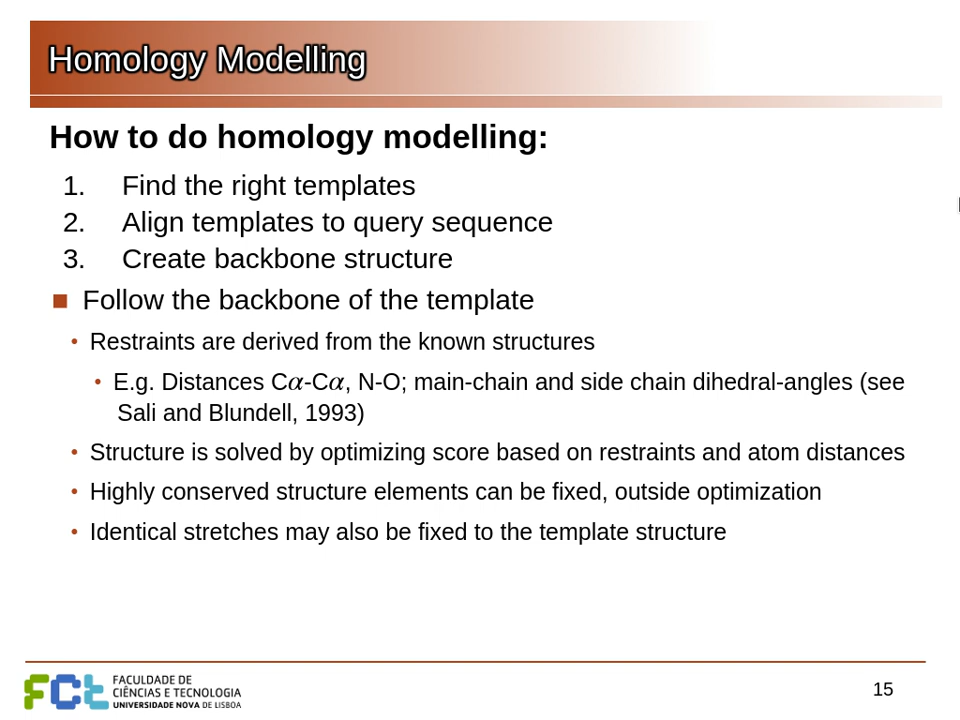 Homology Modelling
How to do homology modelling:
1. Find the right templates
2. Align templates to query sequence
3. Create backbone structure
■ Follow the backbone of the template
• Restraints are derived from the known structures
• E.g. Distances C𝛼-C𝛼, N-O; main-chain and side chain dihedral-angles (see
Sali and Blundell, 1993)
• Structure is solved by optimizing score based on restraints and atom distances
• Highly conserved structure elements can be fixed, outside optimization
• Identical stretches may also be fixed to the template structure
FCt
FACULDADE DE
CIÊNCIAS E TECNOLOGIA
UNIVERSIDADE NOVA DE LISBOA
15